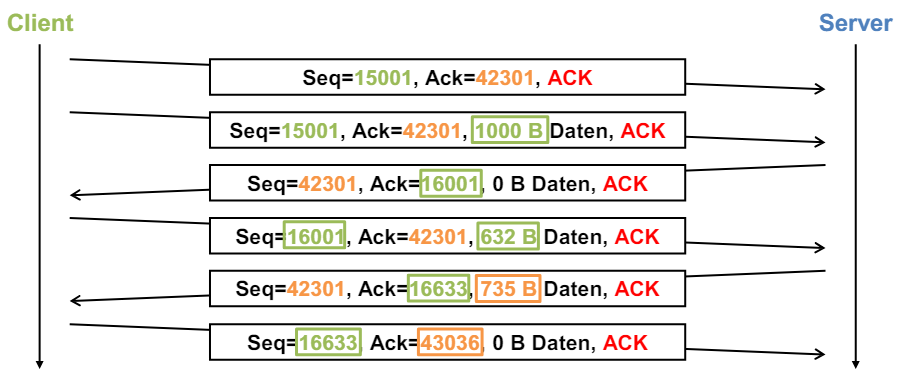 Client
Server
Seq=15001, Ack=42301, ACK
Seq=15001, Ack=42301, 1000 B Daten, ACK
Seq=42301, Ack=16001, 0 B Daten, ACK
Seq=16001, Ack=42301, 632 B Daten, ACK
Seq=42301, Ack=16633, 735 B Daten, ACK
Seq=16633, Ack=43036, 0 B Daten, ACK